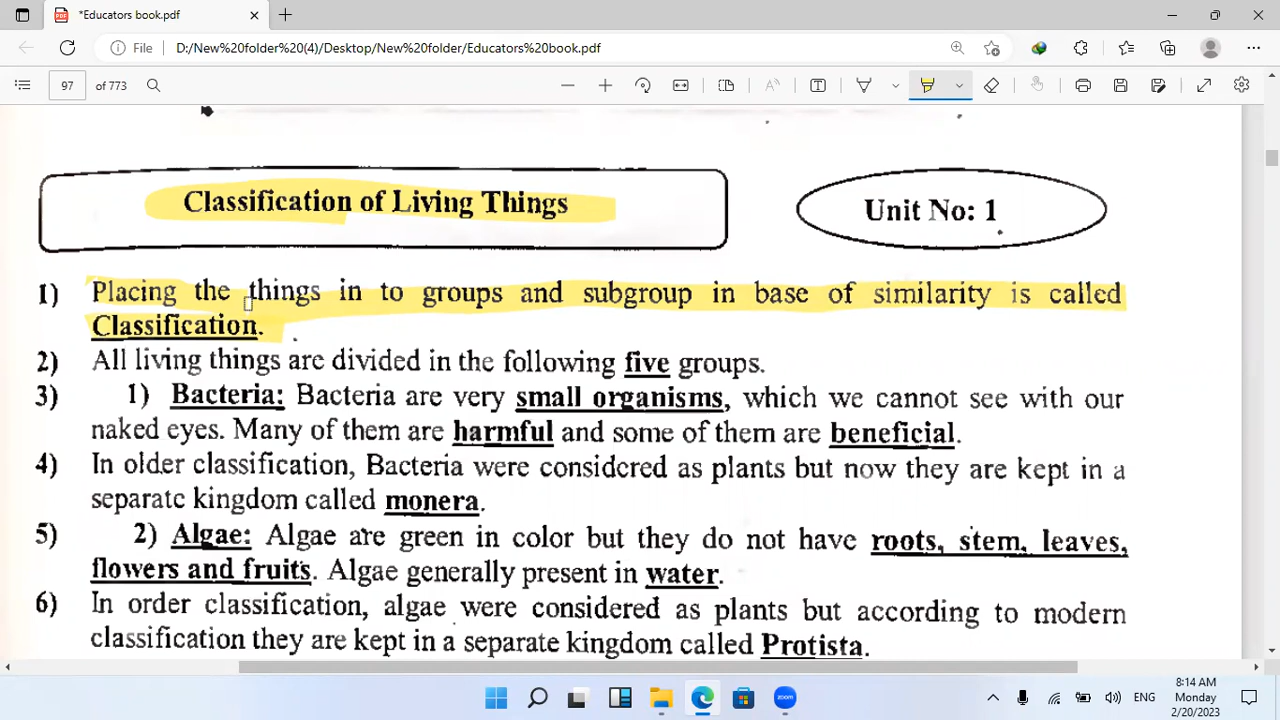 *Educators book.pdf
File D:/New%20folder%20(4)/Desktop/New%20folder/Educators%20book.pdf
97 of 773
Classification of Living Things
Unit No: 1
1) Placing the things in to groups and subgroup in base of similarity is called
Classification.
2) All living things are divided in the following five groups.
3) 1) Bacteria: Bacteria are very small organisms, which we cannot see with our
naked eyes. Many of them are harmful and some of them are beneficial.
4) In older classification, Bacteria were considered as plants but now they are kept in a
separate kingdom called monera.
5) 2) Algae: Algae are green in color but they do not have roots, stem, leaves,
flowers and fruits. Algae generally present in water.
6) In order classification, algae were considered as plants but according to modern
classification they are kept in a separate kingdom called Protista.
ENG
8:14 AM
Monday
2/20/2023
zoom